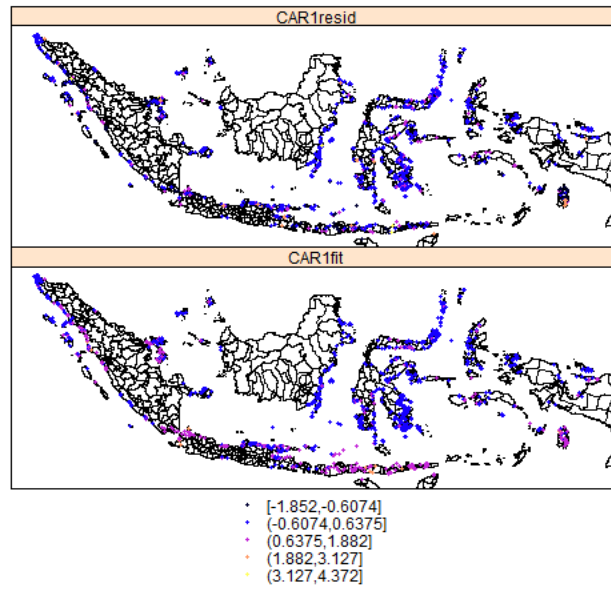 CAR1resid
CAR1fit
[-1.852,-0.6074]
(-0.6074,0.6375]
(0.6375,1.882]
(1.882,3.127]
(3.127,4.372]